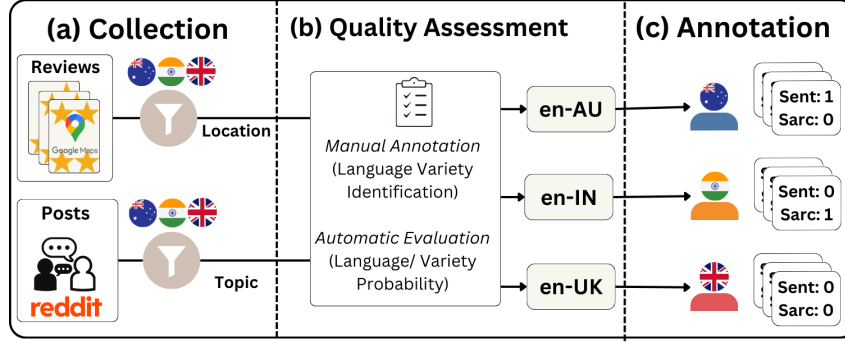 (a) Collection
Reviews
Google Maps
Location
Posts
reddit
Topic
(b) Quality Assessment
Manual Annotation
(Language Variety
Identification)
Automatic Evaluation
(Language/ Variety
Probability)
en-AU
en-IN
en-UK
(c) Annotation
Sent: 1
Sarc: 0
Sent: 0
Sarc: 1
Sent: 0
Sarc: 0